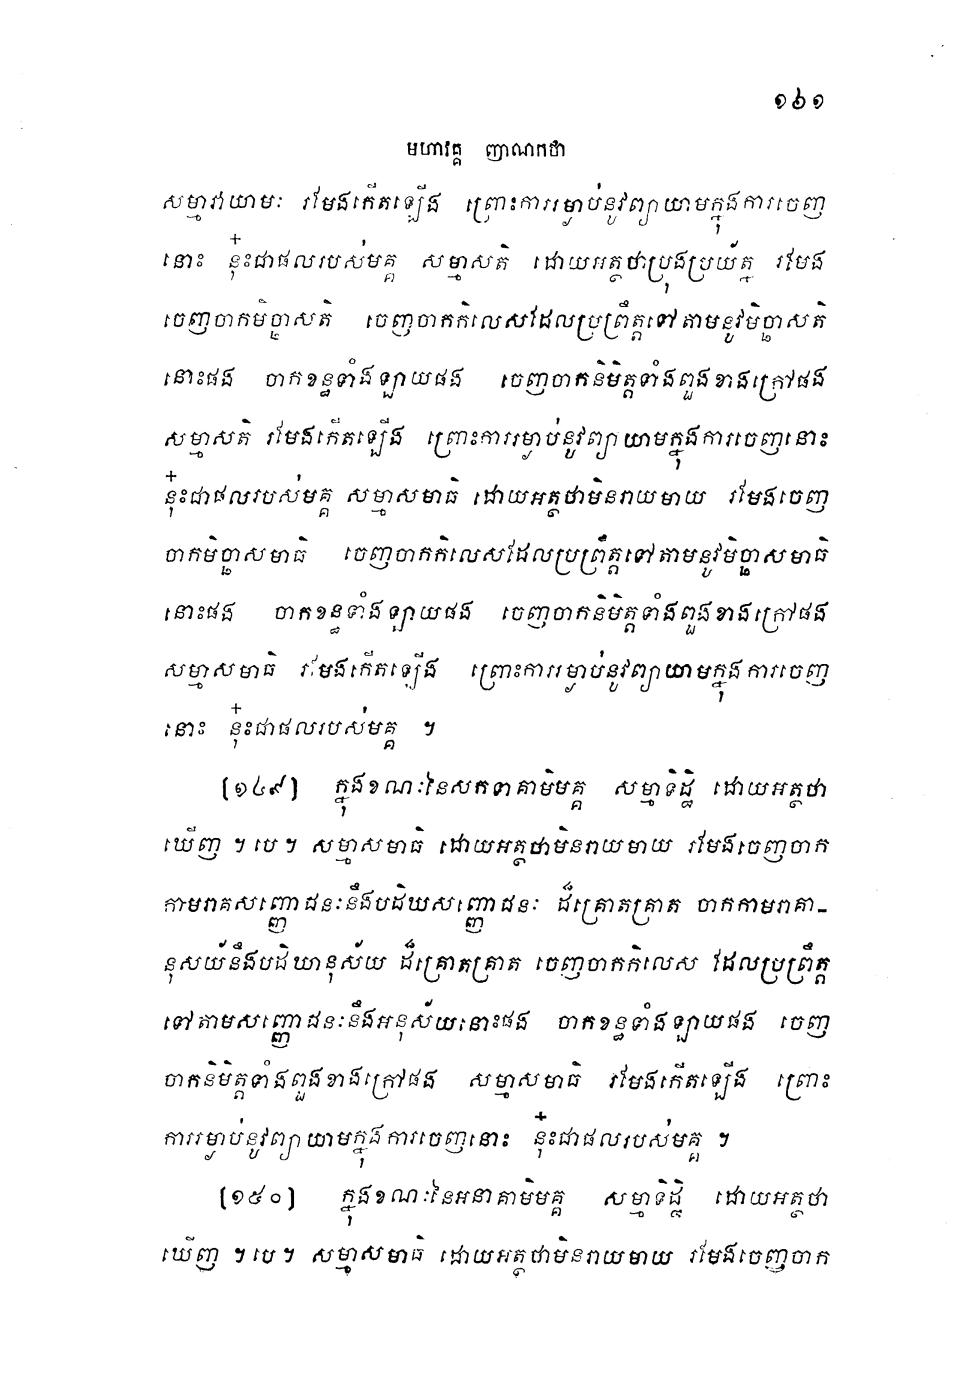 ១៦១
មហាវគ្គ ញាណកថា
សម្មាវាយាមៈ រមែងកើតឡើង ព្រោះការរម្ងាប់នូវព្យាយាមក្នុងការចេញ
នោះ ន៎ុះជាផលរបស់មគ្គ សម្មាសតិ ដោយអត្ថថាប្រុងប្រយ័ត្ន រមែង
ចេញចាកមិច្ឆាសតិ ចេញចាកកិលេសដែលប្រព្រឹត្តទៅតាមនូវមិច្ឆាសតិ
នោះផង ចាកខន្ធទាំងឡាយផង ចេញចាកនិមិត្តទាំងពួងខាងក្រៅផង
សម្មាសតិ រមែងកើតឡើង ព្រោះការរម្ងាប់នូវព្យាយាមក្នុងការចេញនោះ
ន៎ុះជាផលរបស់មគ្គ សម្មាសមាធិ ដោយអត្ថថាមិនរាយមាយ រមែងចេញ
ចាកមិច្ឆាសមាធិ ចេញចាកកិលេសដែលប្រព្រឹត្តទៅតាមនូវមិច្ឆាសមាធិ
នោះផង ចាកខន្ធទាំងឡាយផង ចេញចាកនិមិត្តទាំងពួងខាងក្រៅផង
សម្មាសមាធិ រមែងកើតឡើង ព្រោះការរម្ងាប់នូវព្យាយាមក្នុងការចេញ
នោះ ន៎ុះជាផលរបស់មគ្គ ។
[១៤៩] ក្នុងខណៈនៃសកទាគាមិមគ្គ សម្មាទិដ្ឋិ ដោយអត្ថថា
ឃើញ ។ បេ ។ សម្មាសមាធិ ដោយអត្ថថាមិនរាយមាយ រមែងចេញចាក
កាមរាគសញ្ញោជនៈនឹងបដិឃសញ្ញោជនៈ ដ៏គ្រោតគ្រាត ចាកកាមរាគា-
នុសយ័នឹងបដិឃានុស័យ ដ៏គ្រោតគ្រាត ចេញចាកកិលេស ដែលប្រព្រឹត្ត
ទៅតាមសញ្ញោជនៈនឹងអនុស័យនោះផង ចាកខន្ធទាំងឡាយផង ចេញ
ចាកនិមិត្តទាំងពួងខាងក្រៅផង សម្មាសមាធិ រមែងកើតឡើង ព្រោះ
ការរម្ងាប់នូវព្យាយាមក្នុងការចេញនោះ ន៎ុះជាផលរបស់មគ្គ ។
[១៥០] ក្នុងខណៈនៃអនាគាមិមគ្គ សម្មាទិដ្ឋិ ដោយអត្ថថា
ឃើញ ។ បេ ។ សម្មាសមាធិ ដោយអត្ថថាមិនរាយមាយ រមែងចេញចាក